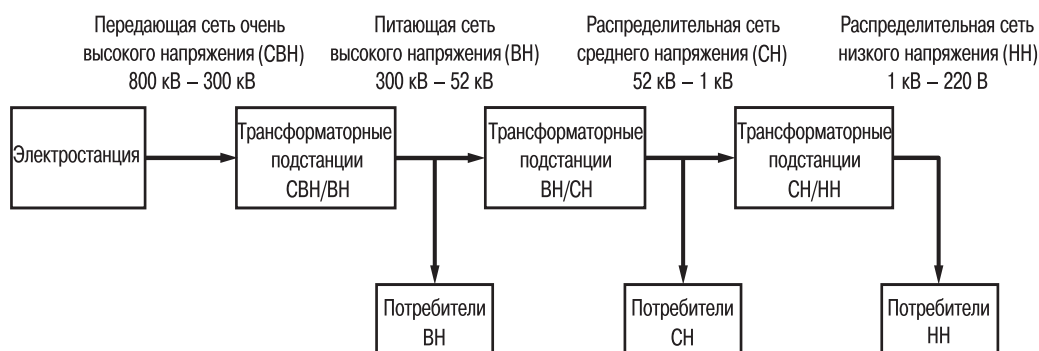 Передающая сеть очень
высокого напряжения (СВН)
800 кВ – 300 кВ
Питающая сеть
высокого напряжения (ВН)
300 кВ – 52 кВ
Распределительная сеть
среднего напряжения (СН)
52 кВ – 1 кВ
Распределительная сеть
низкого напряжения (НН)
1 кВ – 220 В
Электростанция
Трансформаторные
подстанции
СВН/ВН
Трансформаторные
подстанции
ВН/СН
Трансформаторные
подстанции
СН/НН
Потребители
ВН
Потребители
СН
Потребители
НН